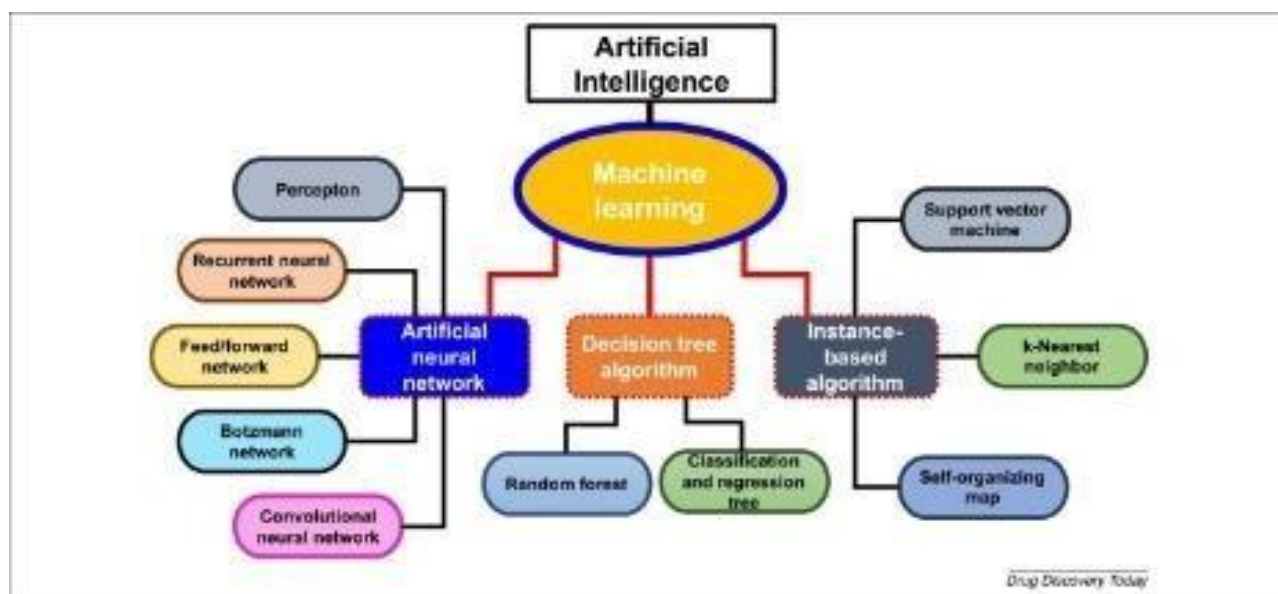 Artificial
Intelligence
Machine
learning
Percepton
Recurrent neural
network
Feed/forward
network
Botzmann
network
Convolutional
neural network
Artificial
neural
network
Decision tree
algorithm
Instance-
based
algorithm
Random forest
Classification
and regression
tree
Support vector
machine
k-Nearest
neighbor
Self-organizing
map
Drug Discovery Today